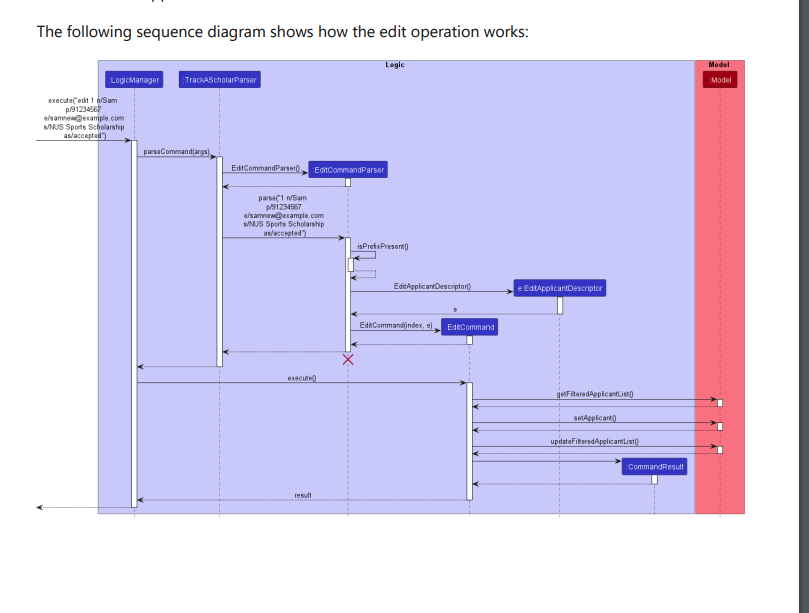 The following sequence diagram shows how the edit operation works:
Logic
Model
:LogicManager
:TrackAScholarParser
:Model
execute("edit 1 n/Sam
p/91234567
e/samnew@example.com
s/NUS Sports Scholarship
as/accepted")
parseCommand(args)
EditCommandParser()
:EditCommandParser
parse("1 n/Sam
p/91234567
e/samnew@example.com
s/NUS Sports Scholarship
as/accepted")
isPrefixPresent()
EditApplicantDescriptor()
e:EditApplicantDescriptor
e
EditCommand(index, e)
:EditCommand
execute()
getFilteredApplicantList()
setApplicant()
updateFilteredApplicantList()
:CommandResult
result